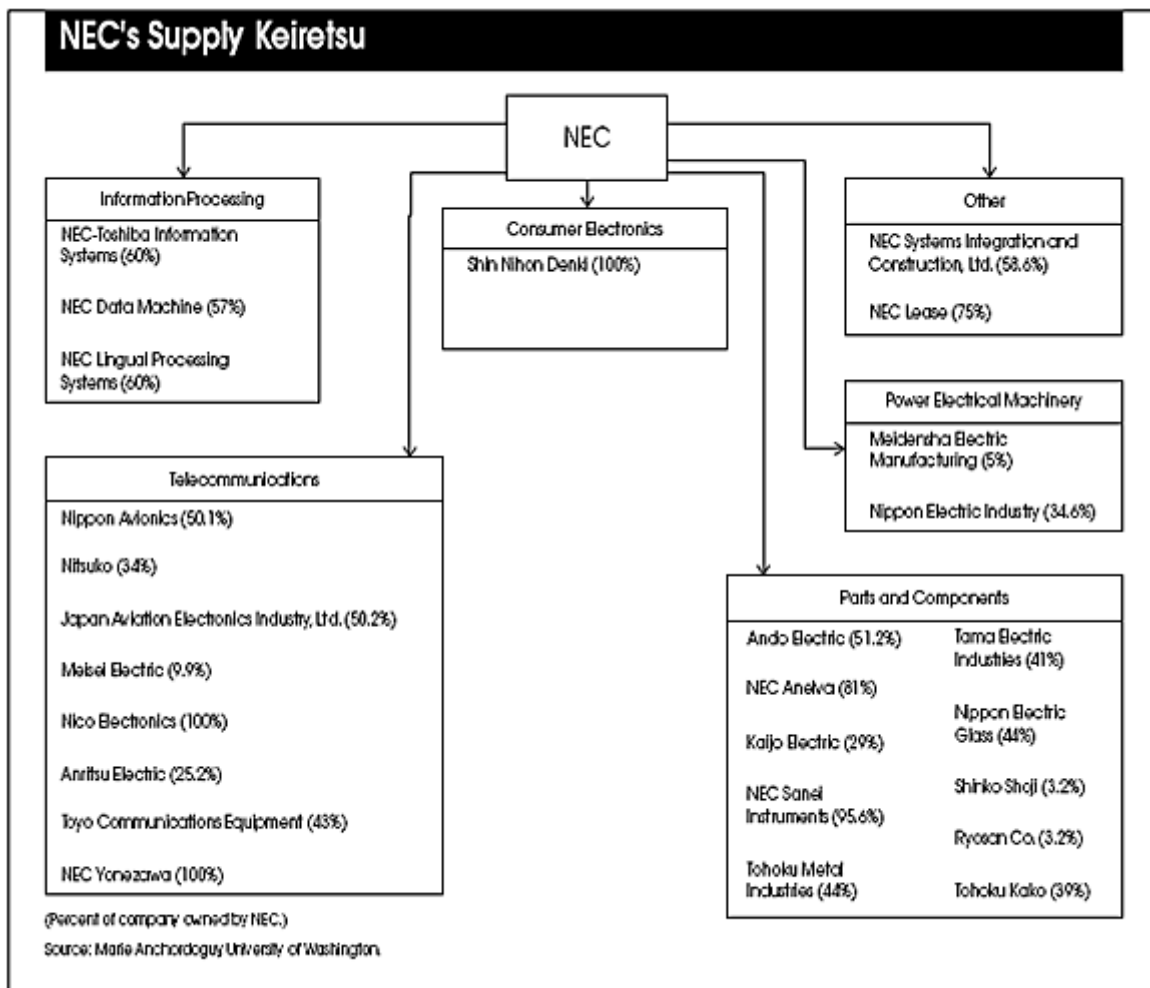 NEC's Supply Keiretsu
NEC
Information Processing
NEC-Toshiba Information
Systems (60%)
NEC Data Machine (57%)
NEC Lingual Processing
Systems (60%)
Consumer Electronics
Shin Nihon Denki (100%)
Other
NEC Systems Integration and
Construction, Ltd. (58.6%)
NEC Lease (75%)
Power Electrical Machinery
Meidensha Electric
Manufacturing (5%)
Nippon Electric Industry (34.6%)
Telecommunications
Nippon Avionics (50.1%)
Nitsuko (34%)
Japan Aviation Electronics Industry, Ltd. (50.2%)
Meisei Electric (9.9%)
Nico Electronics (100%)
Anritsu Electric (25.2%)
Toyo Communications Equipment (43%)
NEC Yonezawa (100%)
Parts and Components
Ando Electric (51.2%)
NEC Anelva (81%)
Kaijo Electric (29%)
NEC Sanei
Instruments (95.6%)
Tohoku Metal
Industries (44%)
Tama Electric
Industries (41%)
Nippon Electric
Glass (44%)
Shinko Shoji (3.2%)
Ryosan Co. (3.2%)
Tohoku Kako (39%)
(Percent of company owned by NEC.)
Source: Marie Anchordoguy University of Washington.